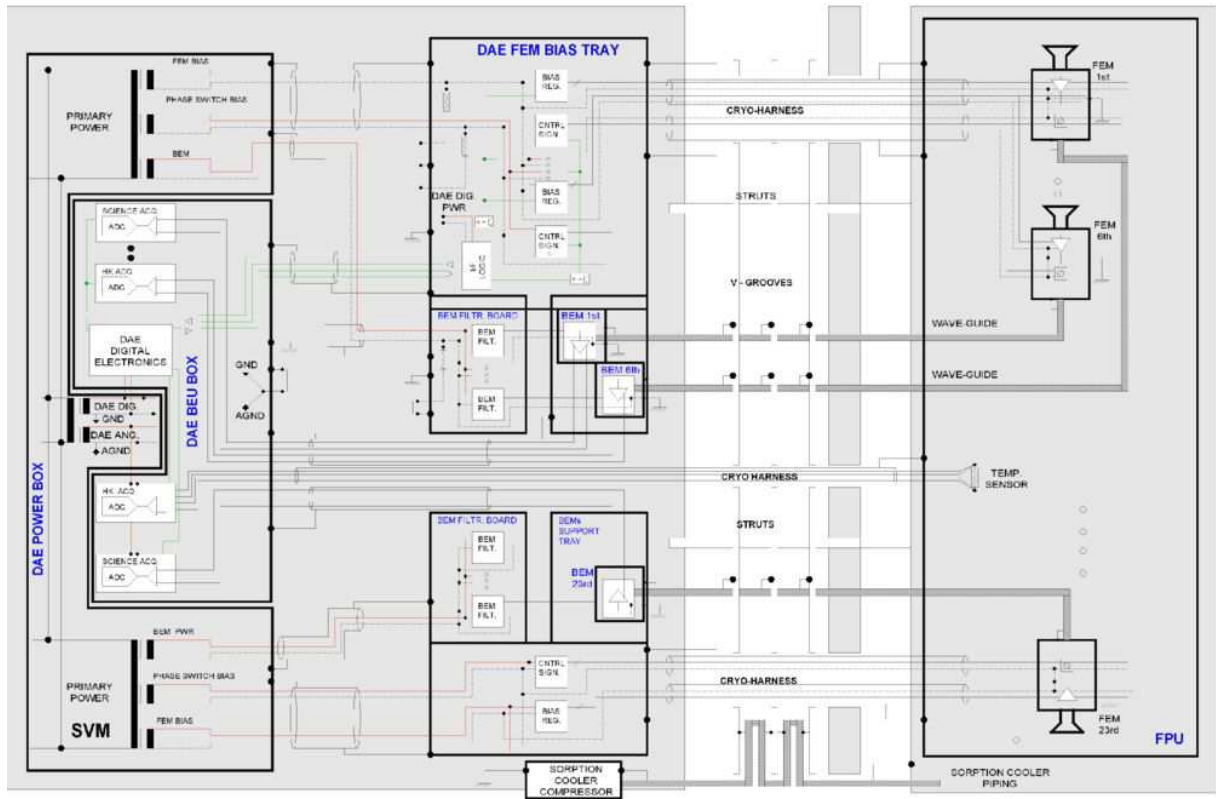 FEM BIAS
PHASE SWITCH BIAS
PRIMARY
POWER
BEM
SCIENCE ACQ.
ADC
HK ACQ
ADC
DAE
DIGITAL
ELECTRONICS
DAE BEU BOX
GND
AGND
DAE DIG.
GND
DAE ANC.
AGND
DAE POWER BOX
HK ACQ
ADC
SCIENCE ACQ.
ADC
BEM PWR
PHASE SWITCH BIAS
PRIMARY
POWER
SVM
FEM BIAS
DAE FEM BIAS TRAY
BIAS
REG.
CNTRL
SIGN.
BIAS
REG.
DAE DIG.
PWR
CNTRL
SIGN.
I/F
LOGIC
BEM FILTR. BOARD
BEM
FILT.
BEM
FILT.
BEM 1st
BEM 6th
BEM FILTR. BOARD
BEM
FILT.
BEM
FILT.
BEMs
SUPPORT
TRAY
BEM
23rd
CNTRL
SIGN.
BIAS
REG.
SORPTION
COOLER
COMPRESSOR
CRYO-HARNESS
STRUTS
V - GROOVES
CRYO HARNESS
STRUTS
CRYO-HARNESS
FEM
1st
FEM
6th
WAVE-GUIDE
WAVE-GUIDE
TEMP.
SENSOR
FEM
23rd
FPU
SORPTION COOLER
PIPING